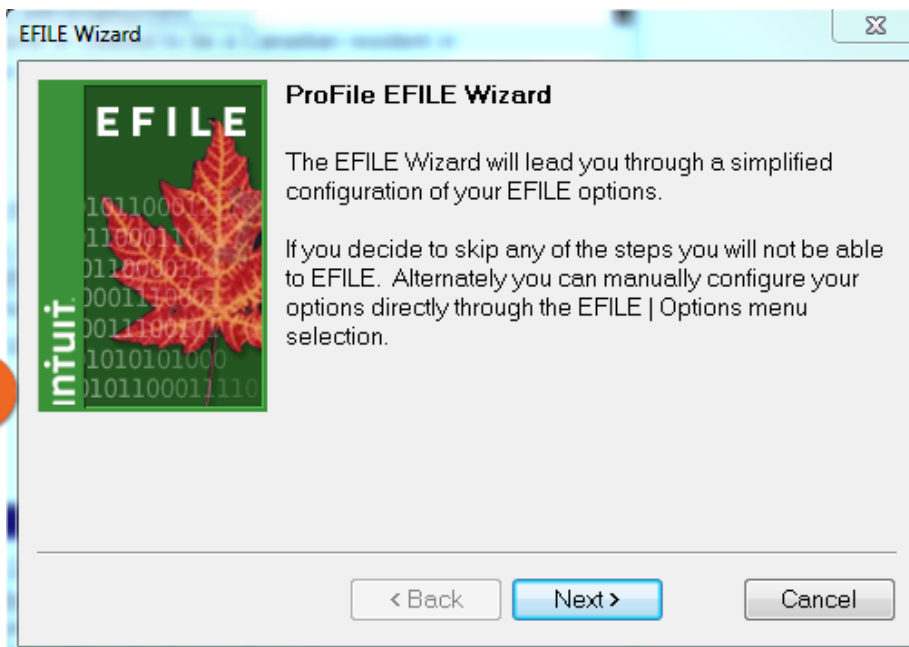 EFILE Wizard
EFILE
intuit
ProFile EFILE Wizard
The EFILE Wizard will lead you through a simplified
configuration of your EFILE options.
If you decide to skip any of the steps you will not be able
to EFILE.  Alternately you can manually configure your
options directly through the EFILE | Options menu
selection.
< Back
Next >
Cancel